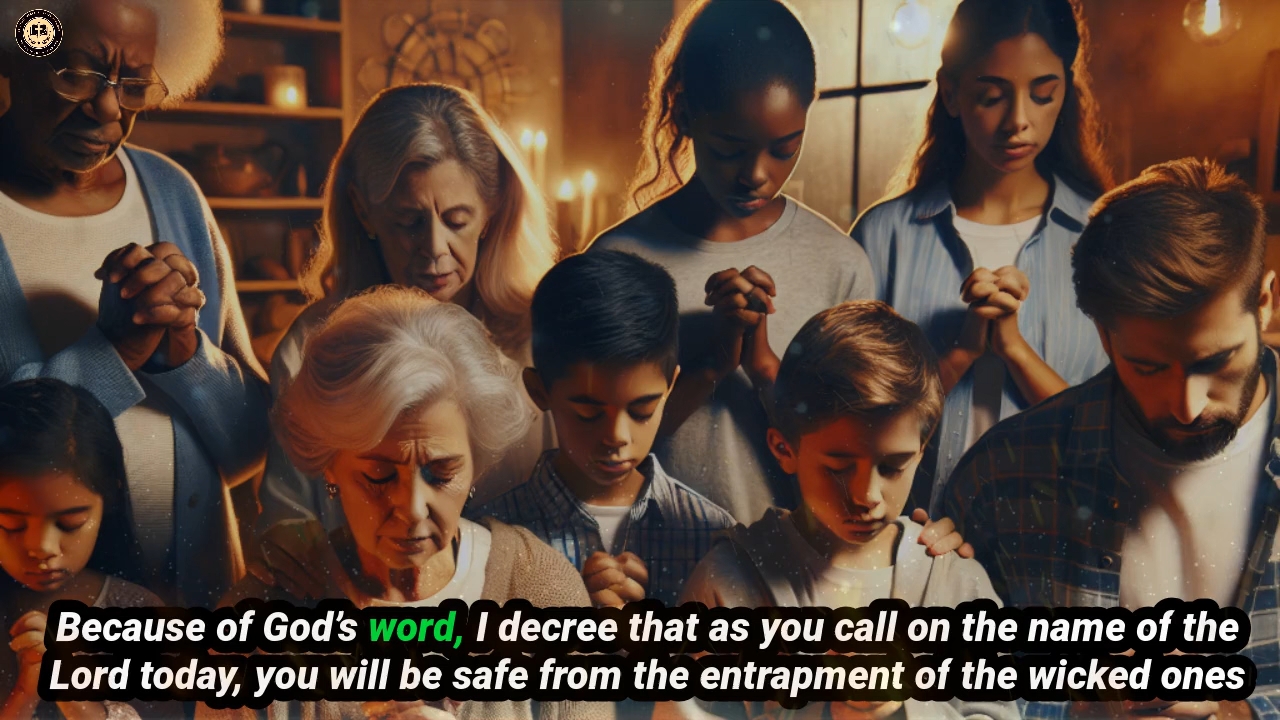 Because of God's word, I decree that as you call on the name of the
Lord today, you will be safe from the entrapment of the wicked ones